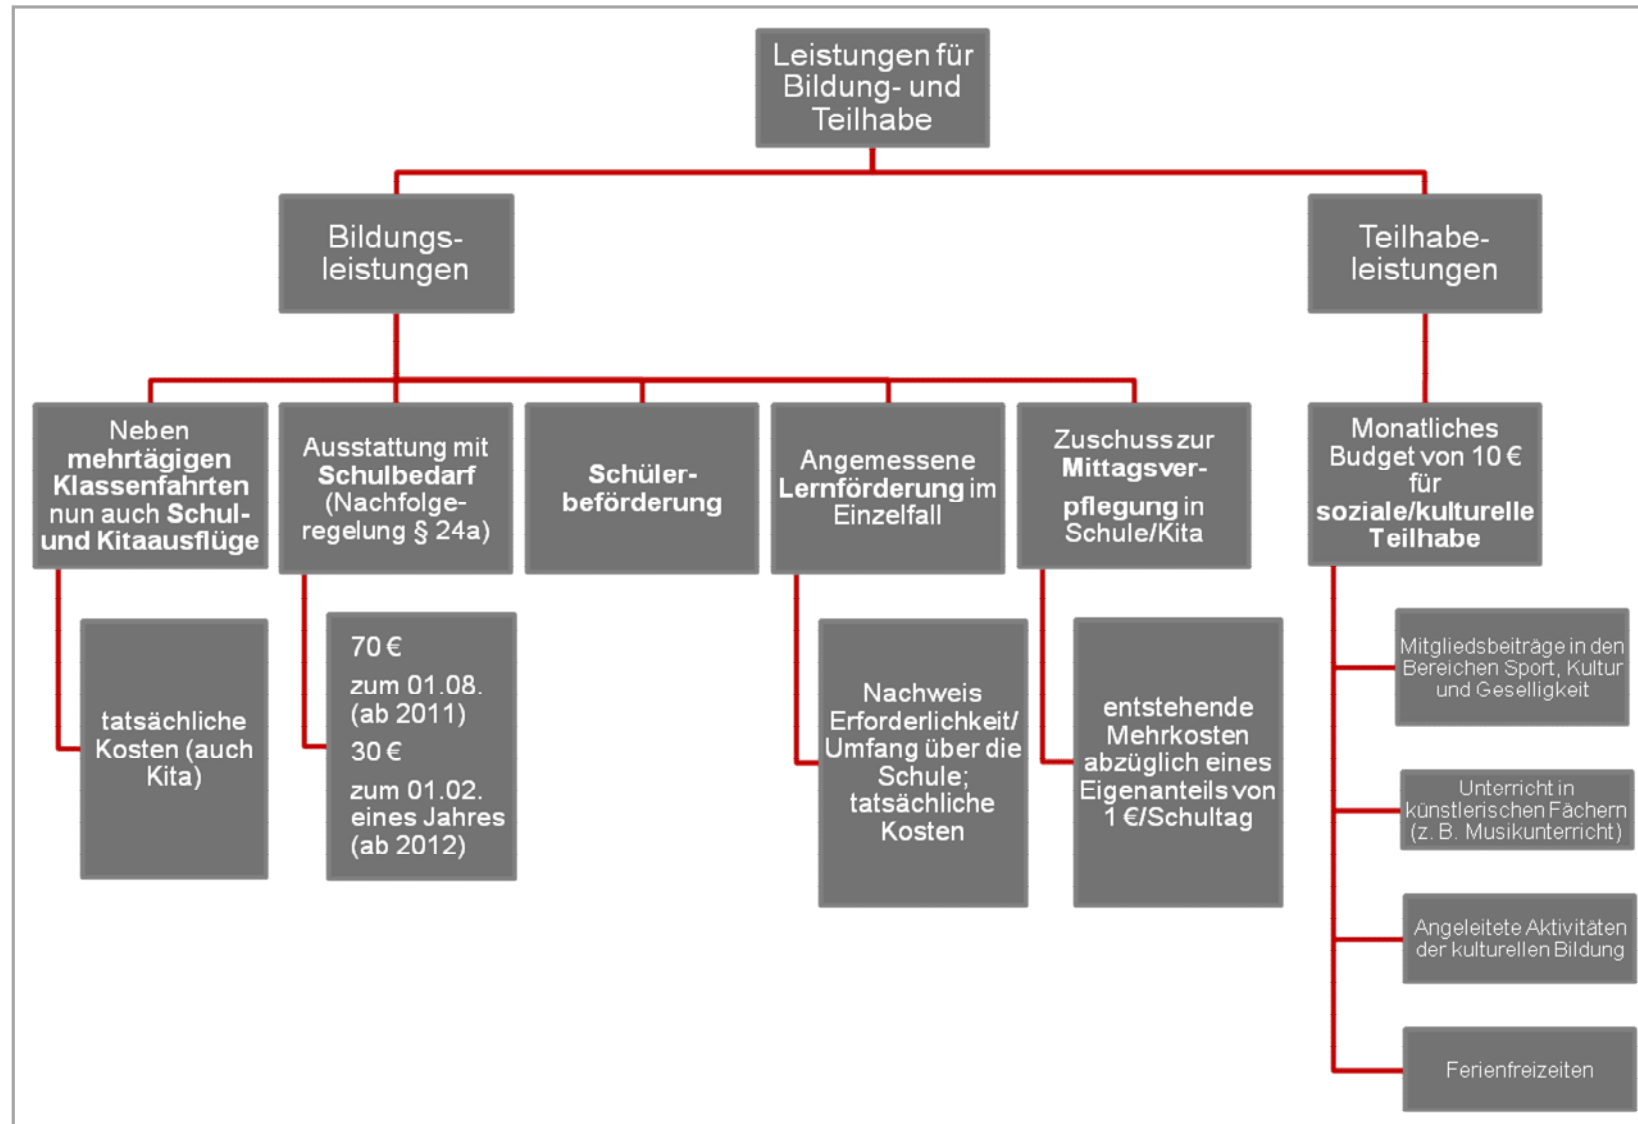 Leistungen für
Bildung- und
Teilhabe
Bildungs-
leistungen
Teilhabe-
leistungen
Neben
mehrtägigen
Klassenfahrten
nun auch Schul-
und Kitaausflüge
Ausstattung mit
Schulbedarf
(Nachfolge-
regelung § 24a)
Schüler-
beförderung
Angemessene
Lernförderung im
Einzelfall
Zuschuss zur
Mittagsver-
pflegung in
Schule/Kita
Monatliches
Budget von 10 €
für
soziale/kulturelle
Teilhabe
tatsächliche
Kosten (auch
Kita)
70 €
zum 01.08.
(ab 2011)
30 €
zum 01.02.
eines Jahres
(ab 2012)
Nachweis
Erforderlichkeit/
Umfang über die
Schule;
tatsächliche
Kosten
entstehende
Mehrkosten
abzüglich eines
Eigenanteils von
1 €/Schultag
Mitgliedsbeiträge in den
Bereichen Sport, Kultur
und Geselligkeit
Unterricht in
künstlerischen Fächern
(z. B. Musikunterricht)
Angeleitete Aktivitäten
der kulturellen Bildung
Ferienfreizeiten